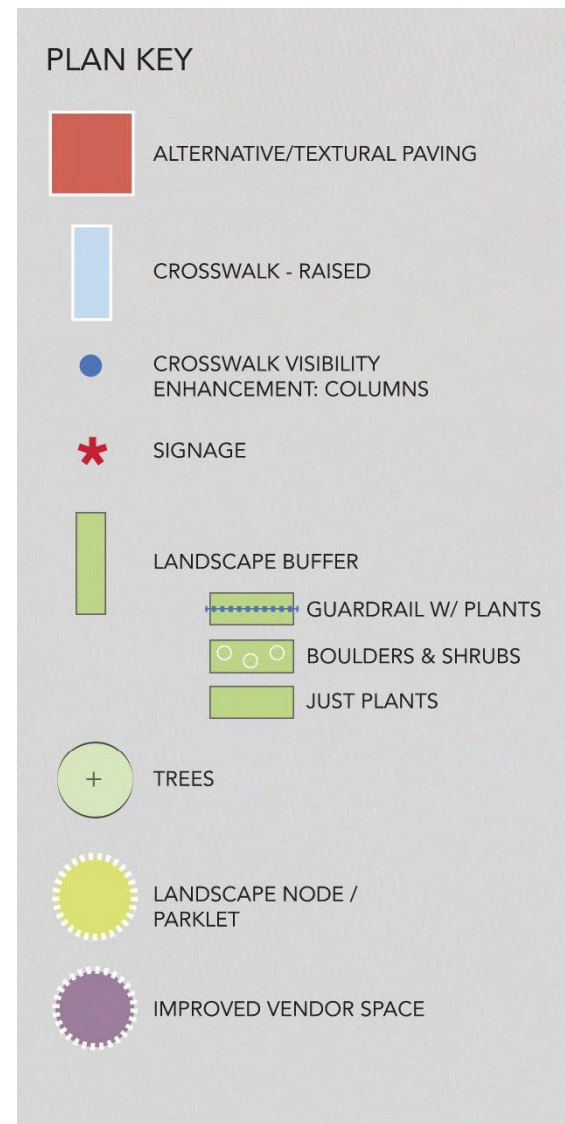 PLAN KEY
ALTERNATIVE/TEXTURAL PAVING
CROSSWALK - RAISED
CROSSWALK VISIBILITY
ENHANCEMENT: COLUMNS
SIGNAGE
LANDSCAPE BUFFER
GUARDRAIL W/ PLANTS
BOULDERS & SHRUBS
JUST PLANTS
TREES
LANDSCAPE NODE /
PARKLET
IMPROVED VENDOR SPACE